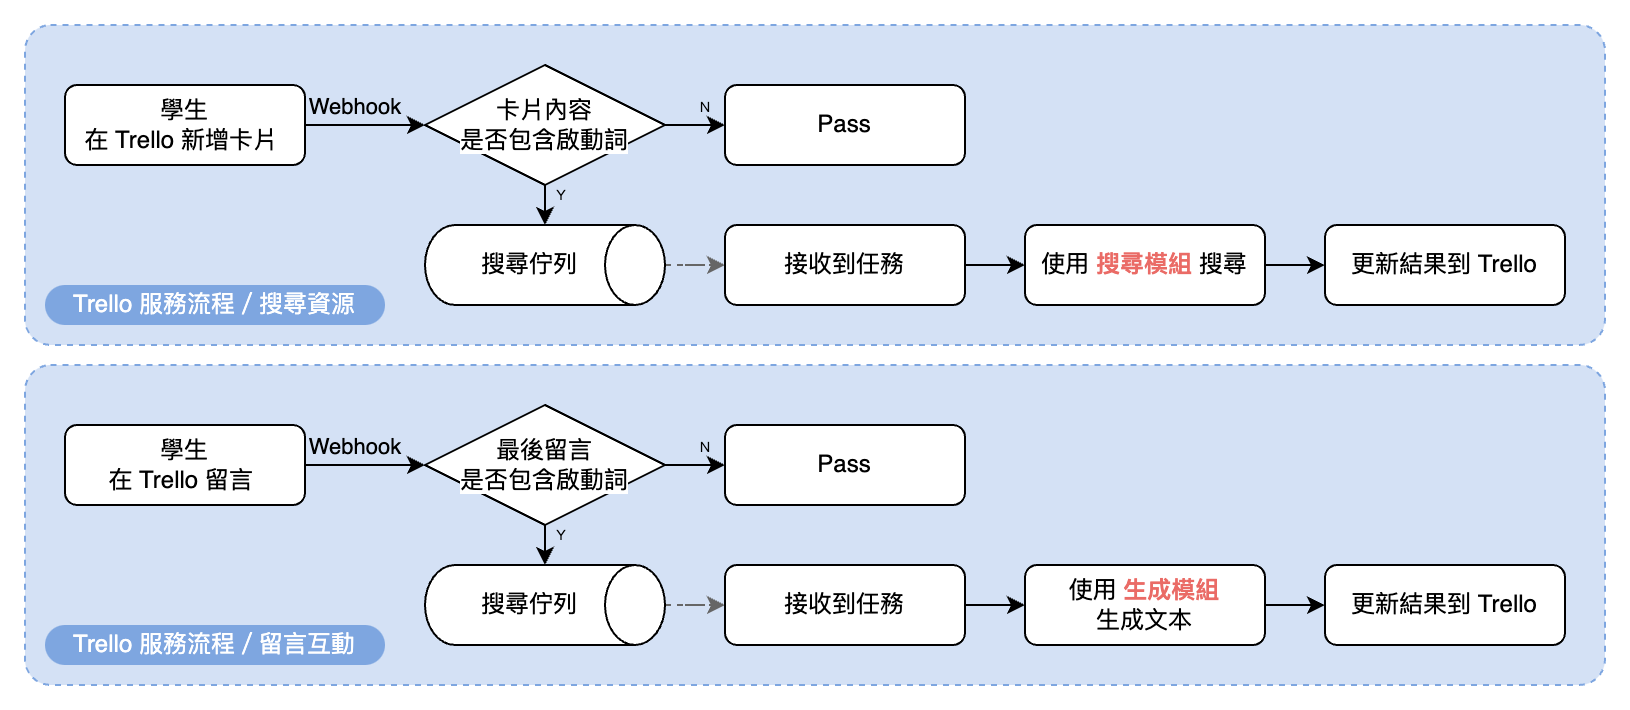 學生
在 Trello 新增卡片
Webhook
卡片內容
是否包含啟動詞
N
Pass
Y
搜尋佇列
接收到任務
使用 搜尋模組 搜尋
更新結果到 Trello
Trello 服務流程 / 搜尋資源
學生
在 Trello 留言
Webhook
最後留言
是否包含啟動詞
N
Pass
Y
搜尋佇列
接收到任務
使用 生成模組
生成文本
更新結果到 Trello
Trello 服務流程 / 留言互動